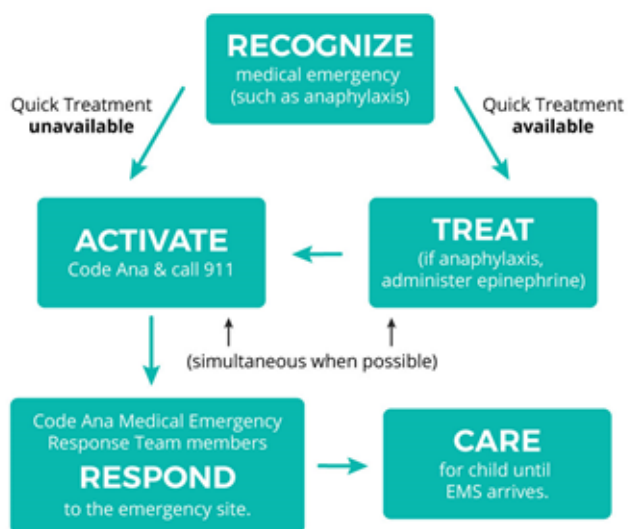 RECOGNIZE
medical emergency
(such as anaphylaxis)
Quick Treatment
unavailable
Quick Treatment
available
ACTIVATE
Code Ana & call 911
TREAT
(if anaphylaxis,
administer epinephrine)
(simultaneous when possible)
Code Ana Medical Emergency
Response Team members
RESPOND
to the emergency site.
CARE
for child until
EMS arrives.